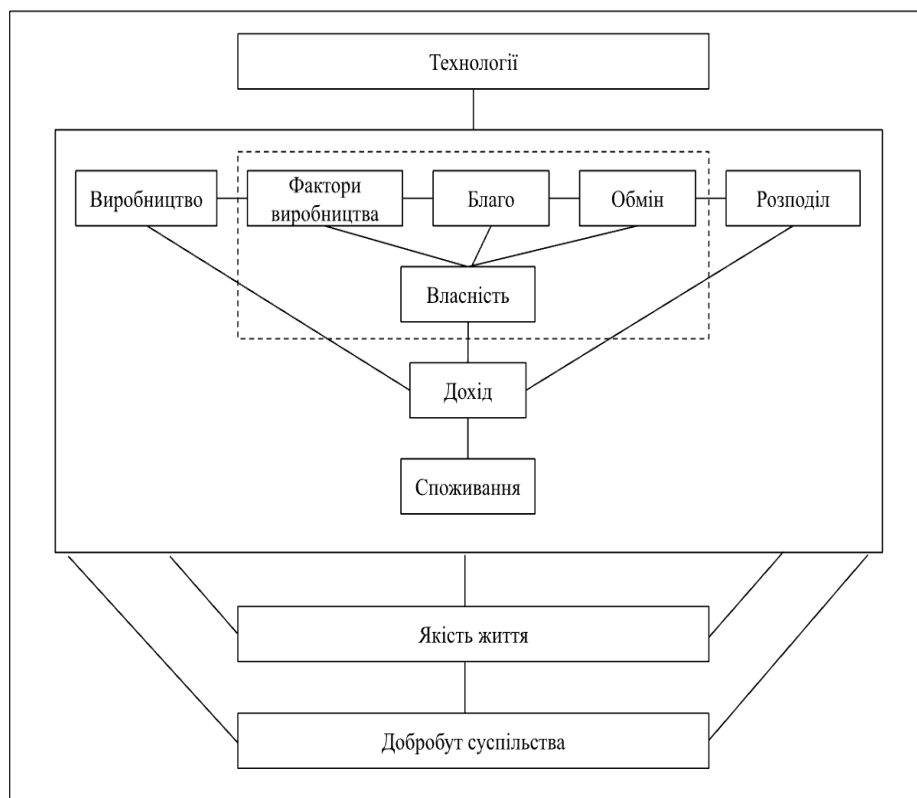 Технології
Виробництво
Фактори
виробництва
Благо
Обмін
Розподіл
Власність
Дохід
Споживання
Якість життя
Добробут суспільства